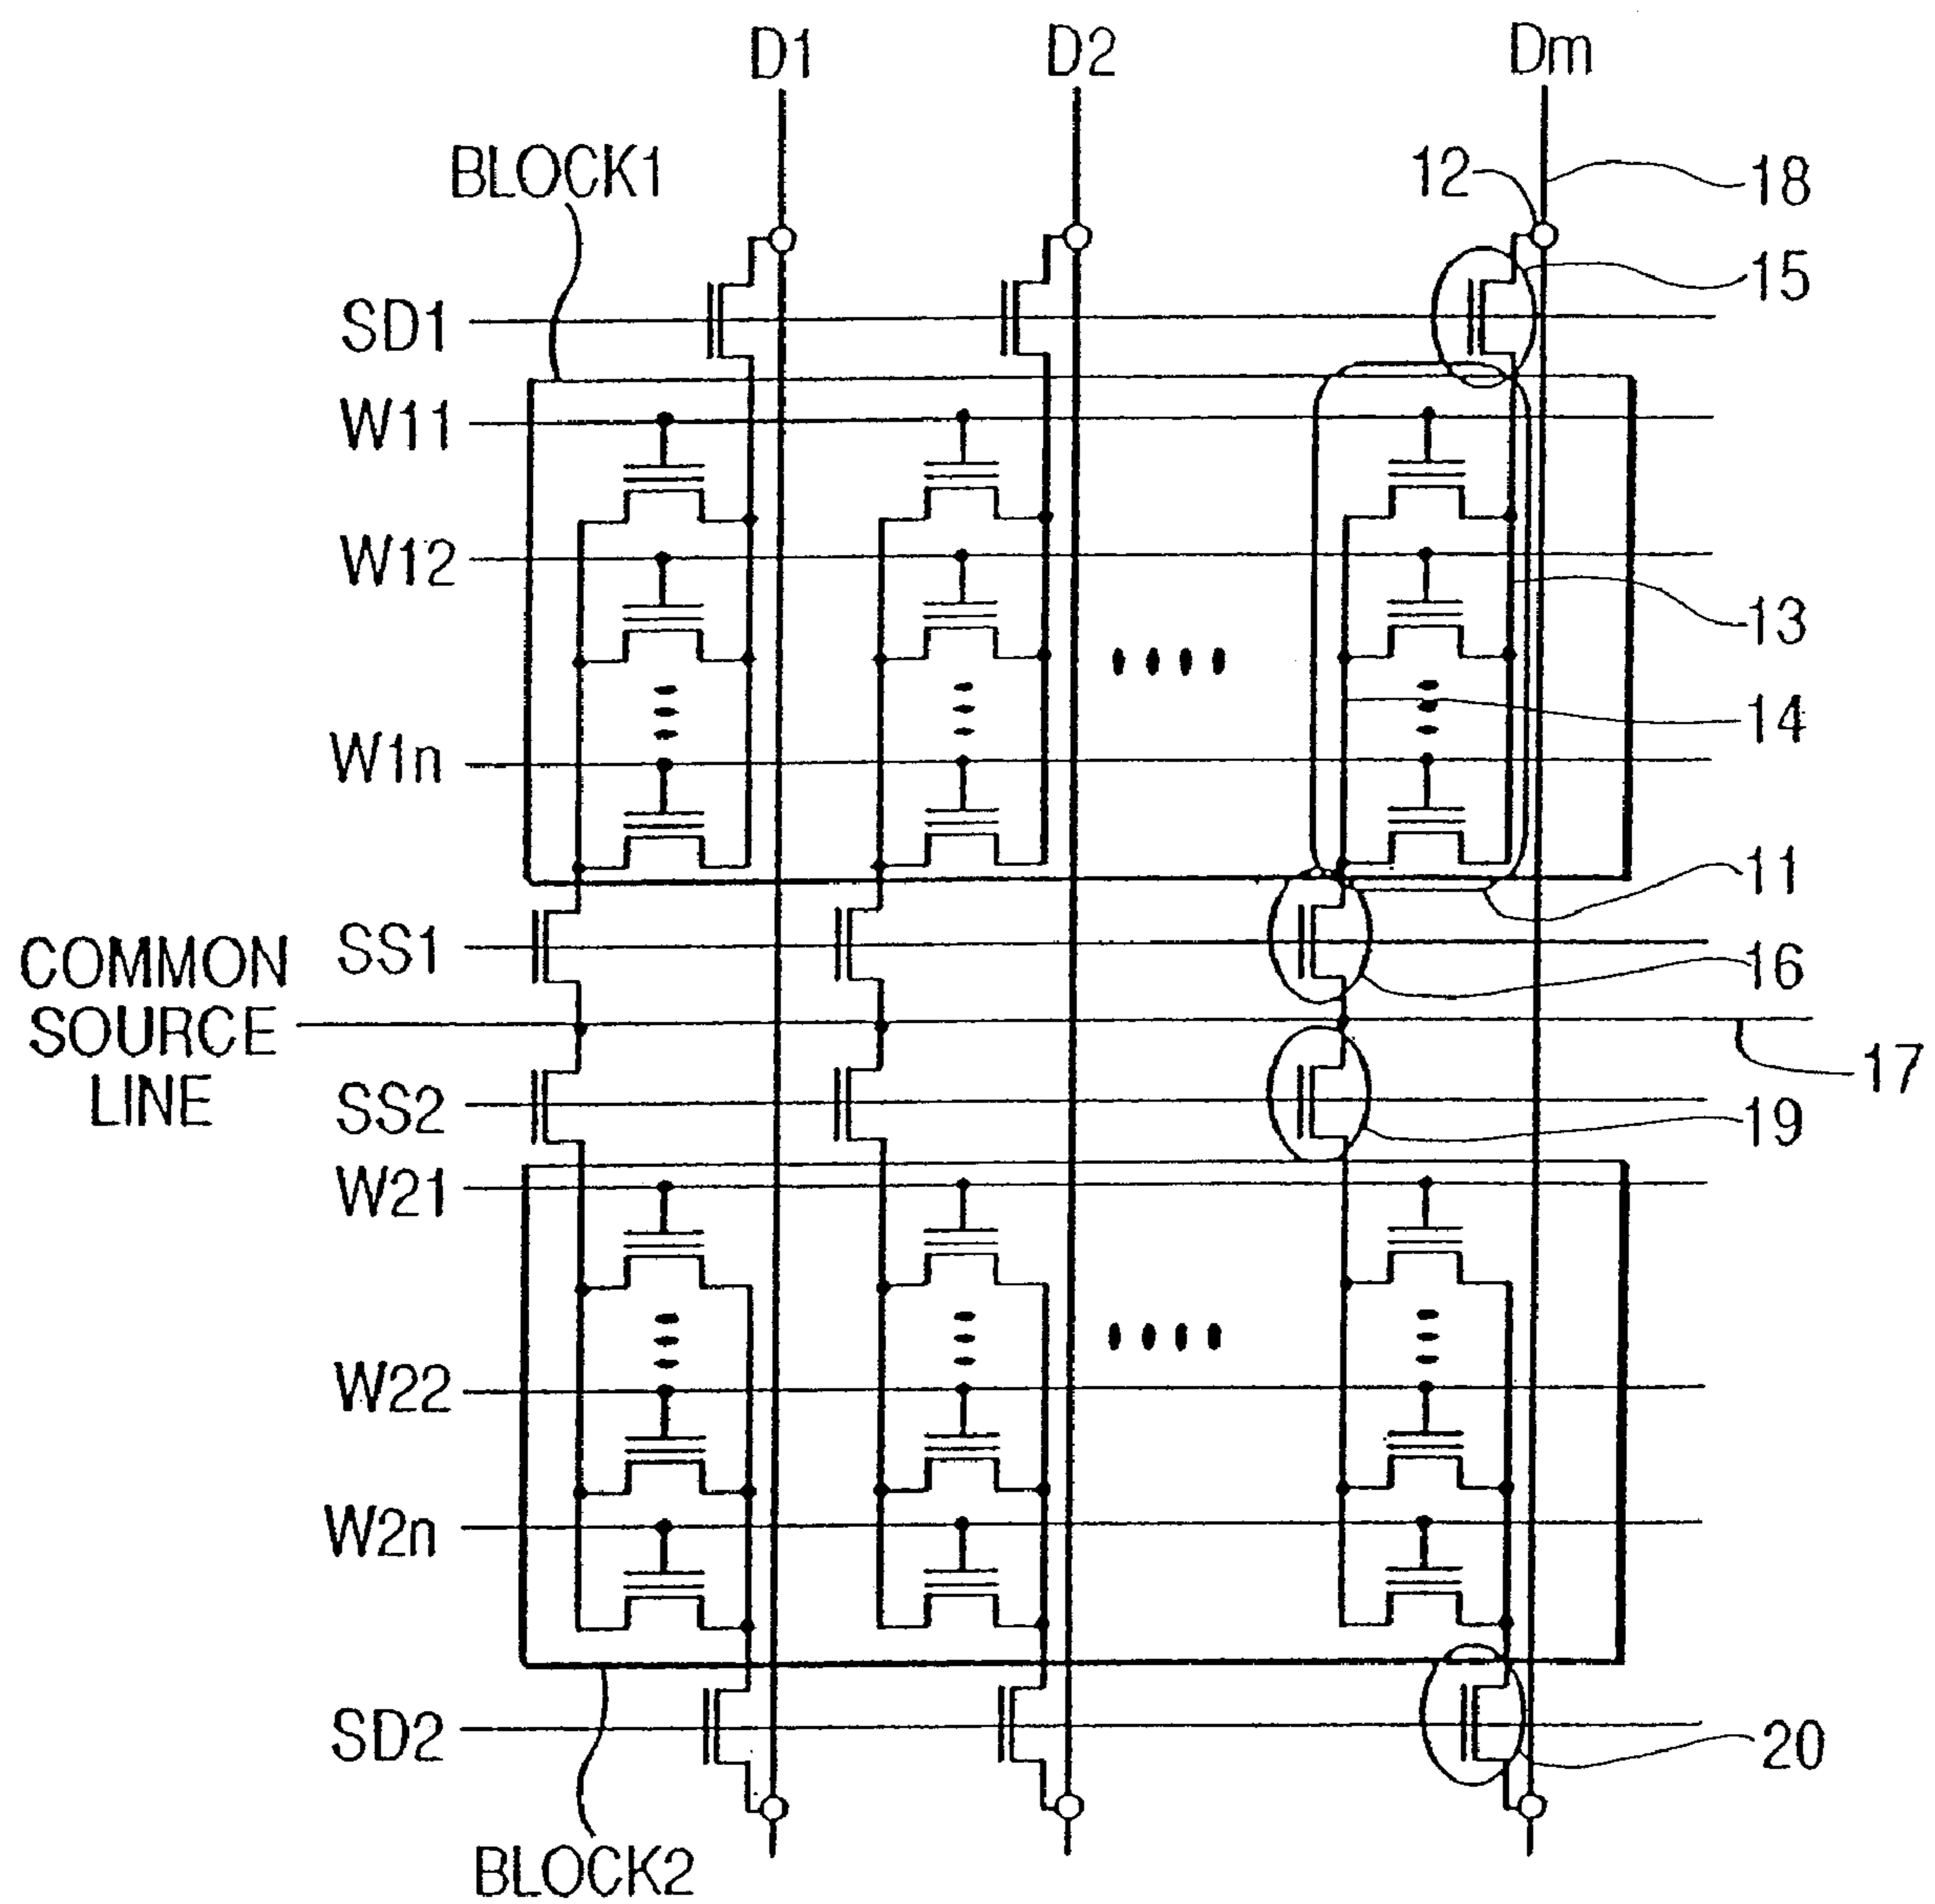 D1 D2 Dm
BLOCK1
12
18
15
SD1
W11
W12
13
14
W1n
11
COMMON
SOURCE
LINE
SS1
16
17
SS2
19
W21
W22
W2n
SD2
20
BLOCK2